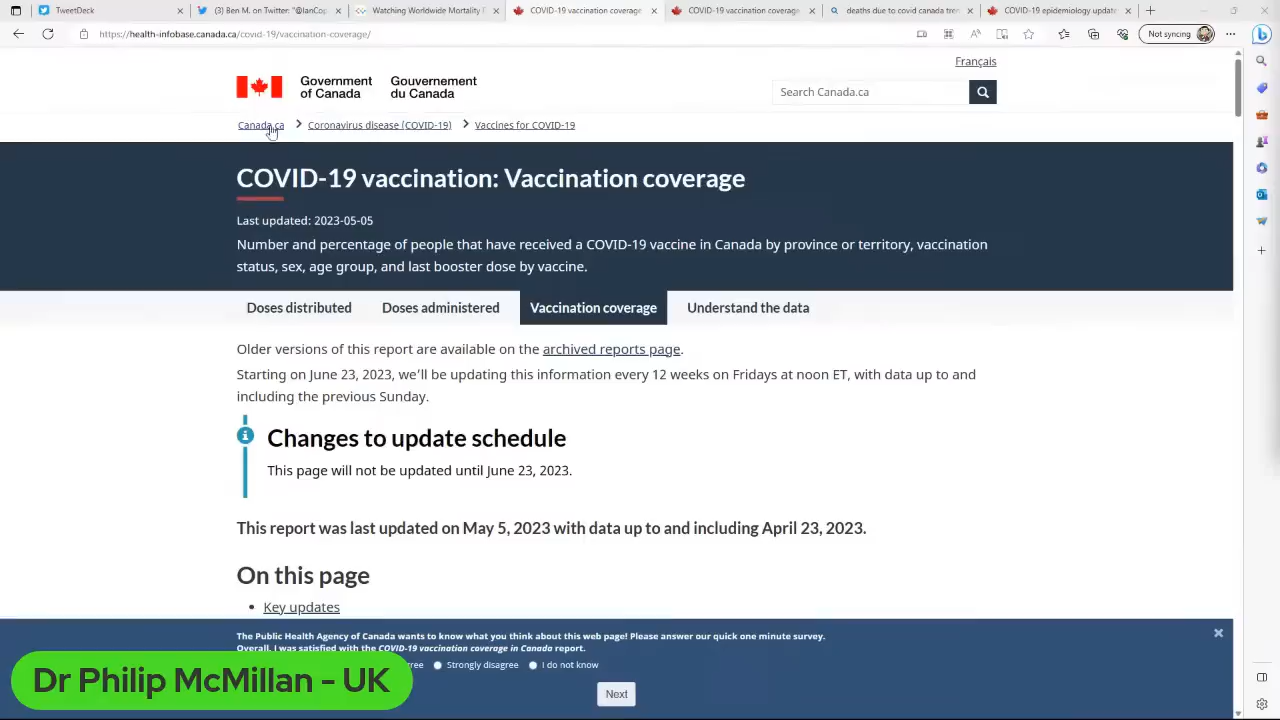 TweetDeck
Ben M. on Twitter: "@IanCop
Vaccinating Worldwide Mortality E
COVID-19 vaccination: Vaccination
COVID-19 vaccination coverage in
deaths due to covid canada tren
COVID-19 epidemiology update:
https://health-infobase.canada.ca/covid-19/vaccination-coverage/
Not syncing
Français
Government of Canada
Gouvernement du Canada
Search Canada.ca
Canada.ca > Coronavirus disease (COVID-19) > Vaccines for COVID-19
COVID-19 vaccination: Vaccination coverage
Last updated: 2023-05-05
Number and percentage of people that have received a COVID-19 vaccine in Canada by province or territory, vaccination
status, sex, age group, and last booster dose by vaccine.
Doses distributed Doses administered Vaccination coverage Understand the data
Older versions of this report are available on the archived reports page.
Starting on June 23, 2023, we’ll be updating this information every 12 weeks on Fridays at noon ET, with data up to and
including the previous Sunday.
Changes to update schedule
This page will not be updated until June 23, 2023.
This report was last updated on May 5, 2023 with data up to and including April 23, 2023.
On this page
• Key updates
The Public Health Agency of Canada wants to know what you think about this web page! Please answer our quick one minute survey.
Overall, I was satisfied with the COVID-19 vaccination coverage in Canada report.
Strongly disagree I do not know
Next
Dr Philip McMillan - UK